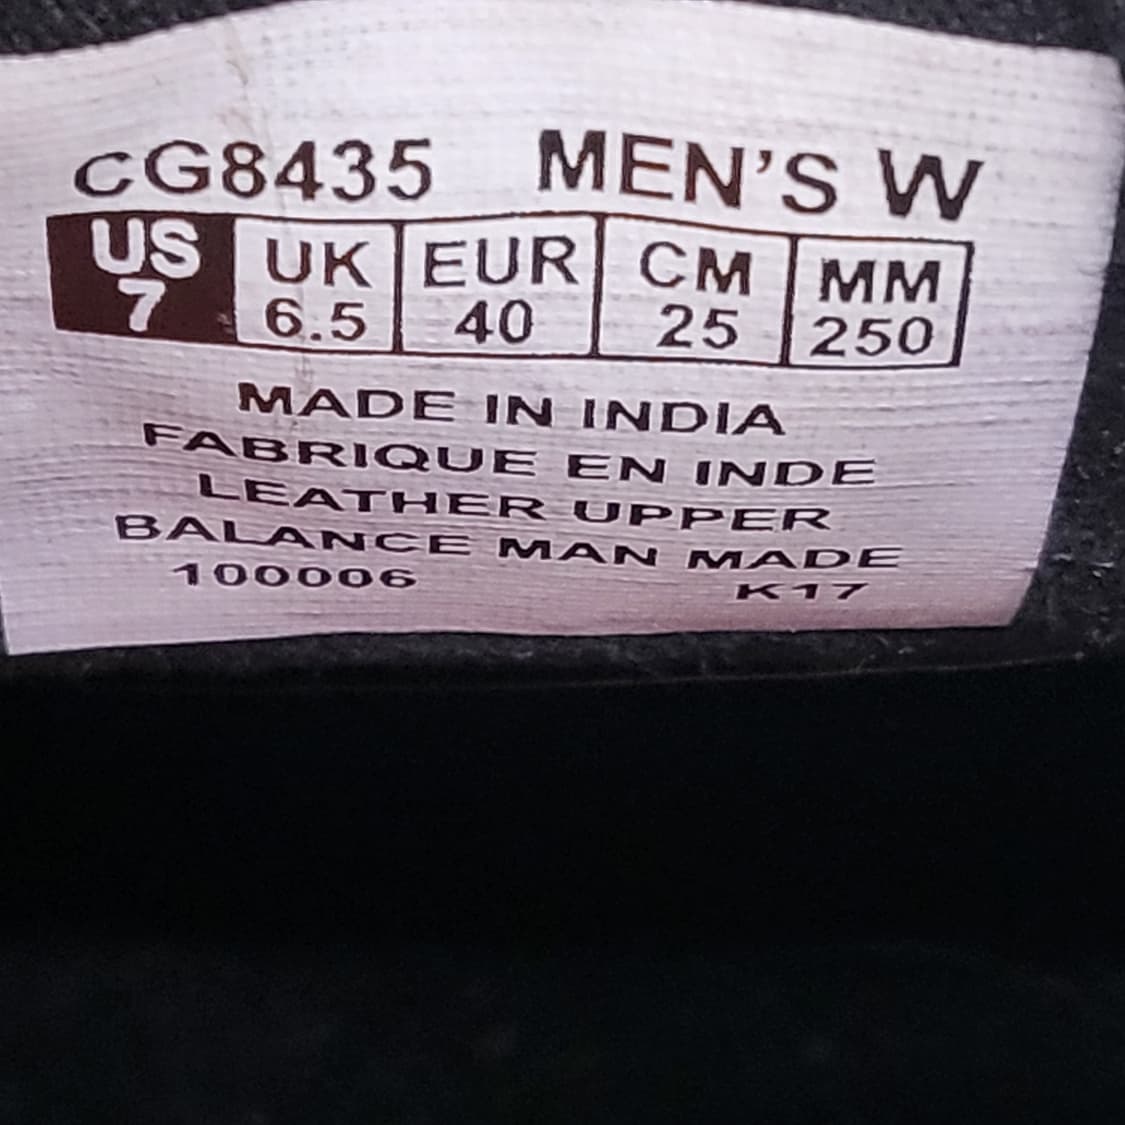 CG8435 MEN'S W
US UK EUR CM MM
7 6.5 40 25 250
MADE IN INDIA
FABRIQUE EN INDE
LEATHER UPPER
BALANCE MAN MADE
100006 K17